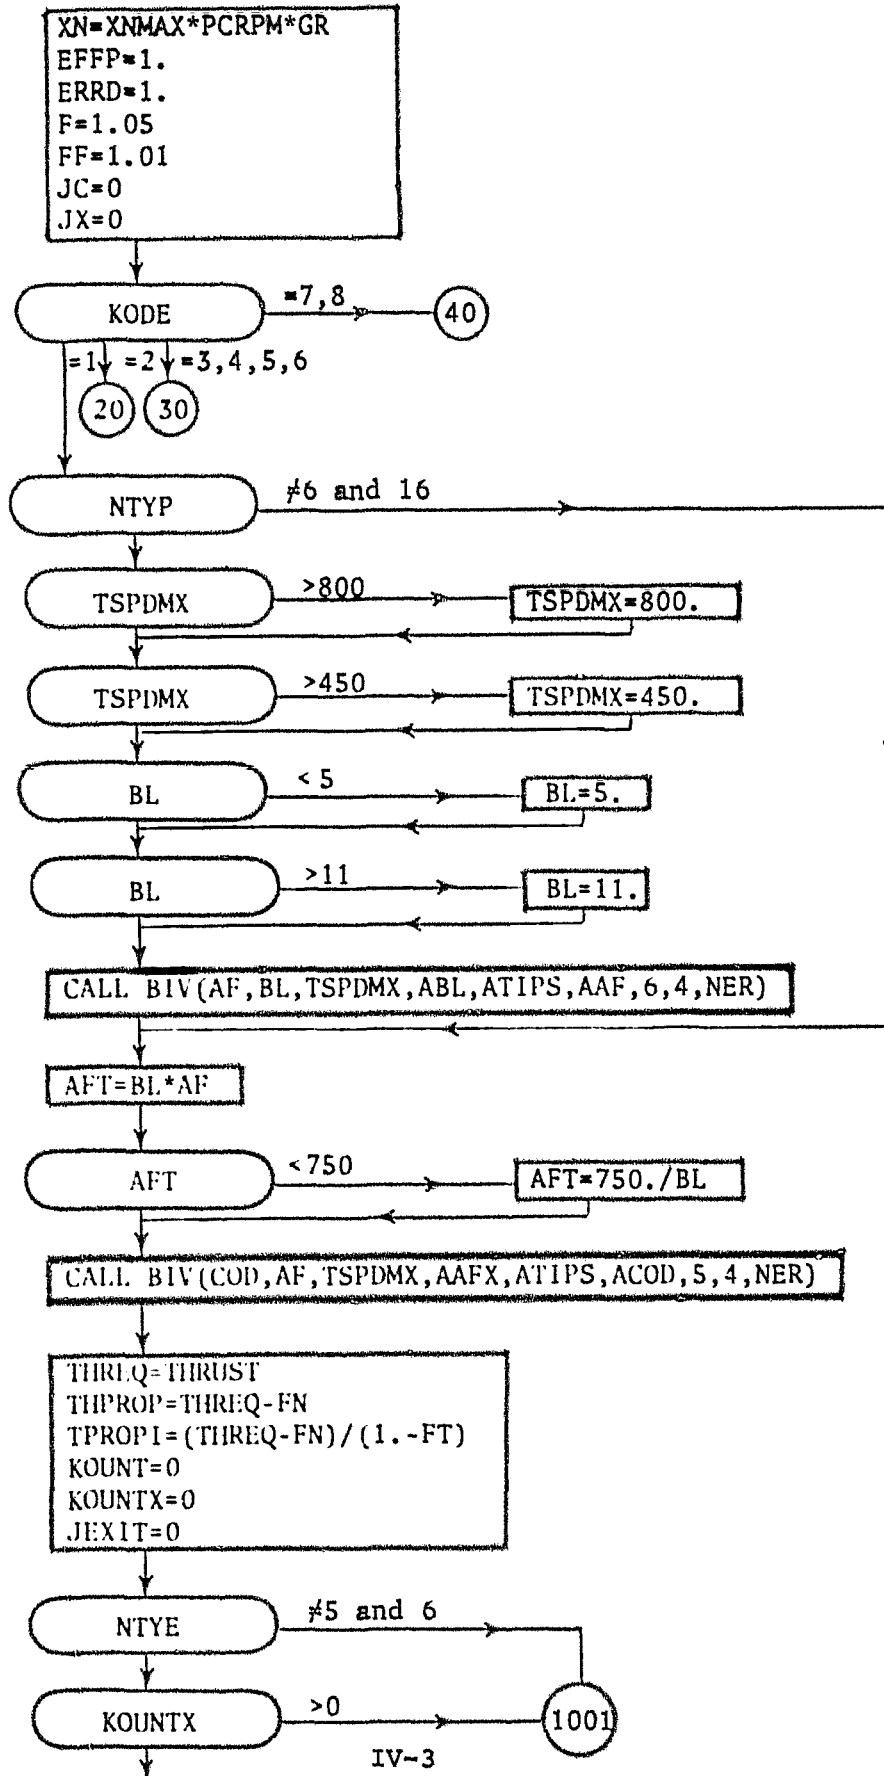 XN=XNMAX*PCRPM*GR
EFFP=1.
ERRD=1.
F=1.05
FF=1.01
JC=0
JX=0
KODE
=7,8
40
=1
=2
=3,4,5,6
20
30
NTYP
≠6 and 16
TSPDMX
>800
TSPDMX=800.
TSPDMX
>450
TSPDMX=450.
BL
<5
BL=5.
BL
>11
BL=11.
CALL BIV(AF,BL,TSPDMX,ABL,ATIPS,AAF,6,4,NER)
AFT=BL*AF
AFT
<750
AFT=750./BL
CALL BIV(COD,AF,TSPDMX,AAFX,ATIPS,ACOD,5,4,NER)
THREQ=THRUST
THPROP=THREQ-FN
TPROPI=(THREQ-FN)/(1.-FT)
KOUNT=0
KOUNTX=0
JEXIT=0
NTYE
≠5 and 6
KOUNTX
>0
1001
IV-3